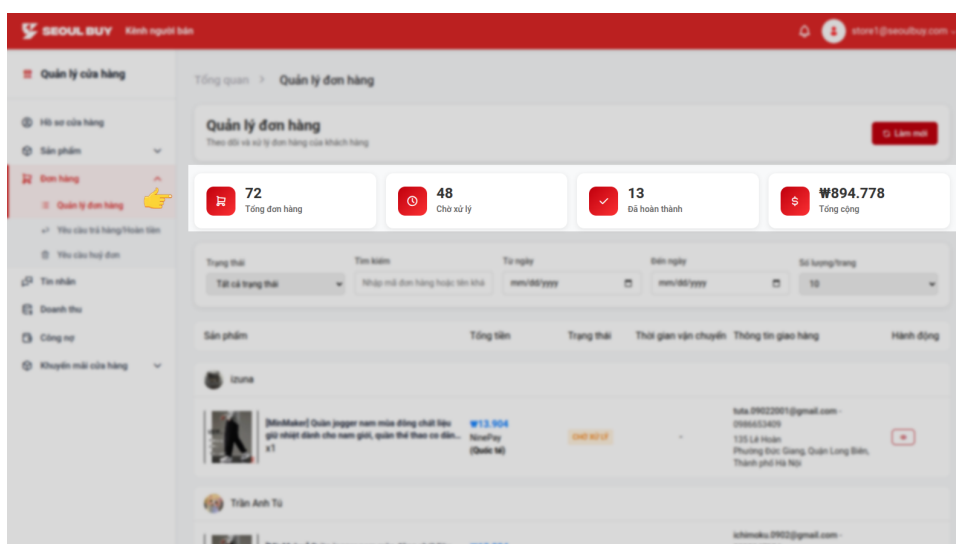 SEOUL BUY Kênh người bán
store1@seoulbuy.com
Quản lý cửa hàng
Tổng quan > Quản lý đơn hàng
Hồ sơ cửa hàng
Sản phẩm
Đơn hàng
Quản lý đơn hàng
Yêu cầu trả hàng/Hoàn tiền
Yêu cầu huỷ đơn
Tin nhắn
Doanh thu
Công nợ
Khuyến mãi cửa hàng
Quản lý đơn hàng
Theo dõi và xử lý đơn hàng của khách hàng
Làm mới
72
Tổng đơn hàng
48
Chờ xử lý
13
Đã hoàn thành
₩894.778
Tổng cộng
Trạng thái
Tất cả trạng thái
Tìm kiếm
Nhập mã đơn hàng hoặc tên khá
Từ ngày
mm/dd/yyyy
Đến ngày
mm/dd/yyyy
Số lượng/trang
10
Sản phẩm Tổng tiền Trạng thái Thời gian vận chuyển Thông tin giao hàng Hành động
izuna
[MinMaker] Quần jogger nam mùa đông chất liệu
giữ nhiệt dành cho nam giới, quần thể thao co dãn...
x1
₩13.904
NinePay
(Quốc tế)
CHỜ XỬ LÝ
-
tuta.09022001@gmail.com -
0986653409
135 Lê Hoàn
Phường Đức Giang, Quận Long Biên,
Thành phố Hà Nội
Trần Anh Tú
ichimoku.0902@gmail.com -